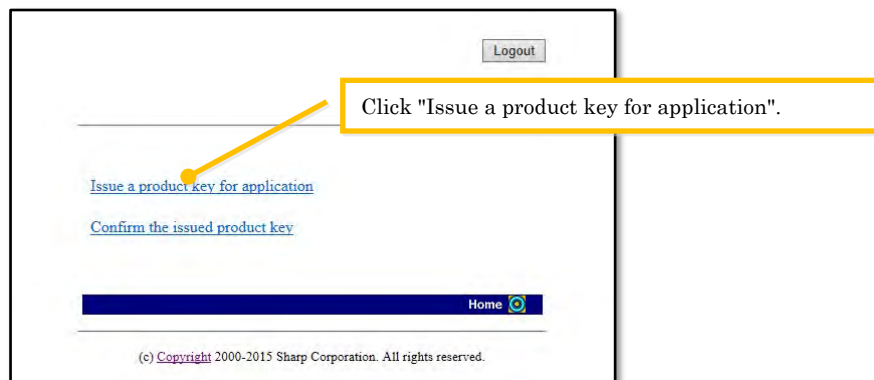 Logout
Click "Issue a product key for application".
Issue a product key for application
Confirm the issued product key
Home
(c) Copyright 2000-2015 Sharp Corporation. All rights reserved.